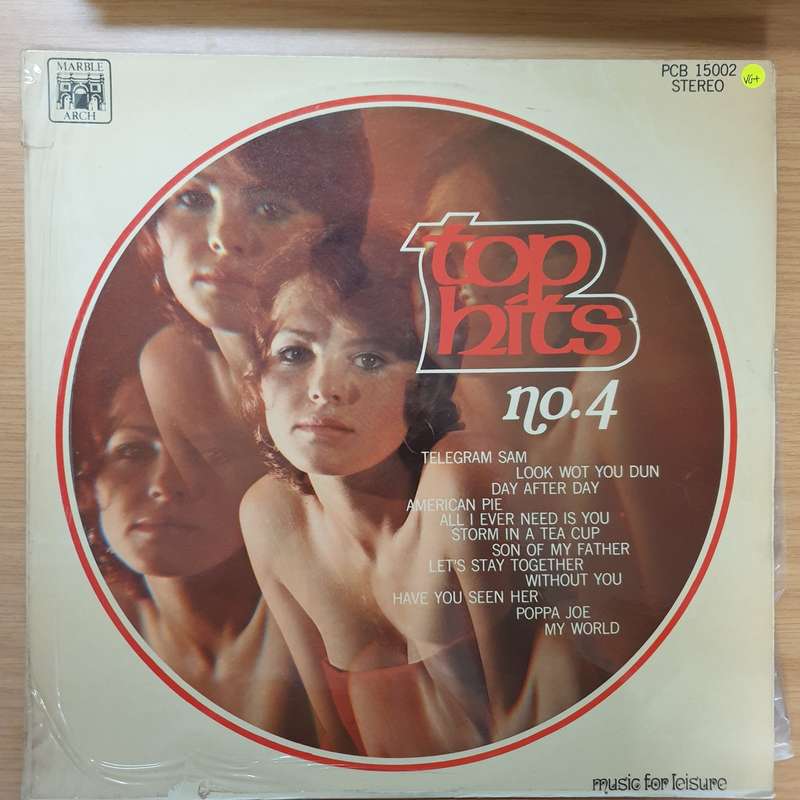 MARBLE
ARCH
PCB 15002
STEREO
VG+
top
hits
no.4
TELEGRAM SAM
LOOK WOT YOU DUN
DAY AFTER DAY
AMERICAN PIE
ALL I EVER NEED IS YOU
STORM IN A TEA CUP
SON OF MY FATHER
LET'S STAY TOGETHER
WITHOUT YOU
HAVE YOU SEEN HER
POPPA JOE
MY WORLD
music for leisure